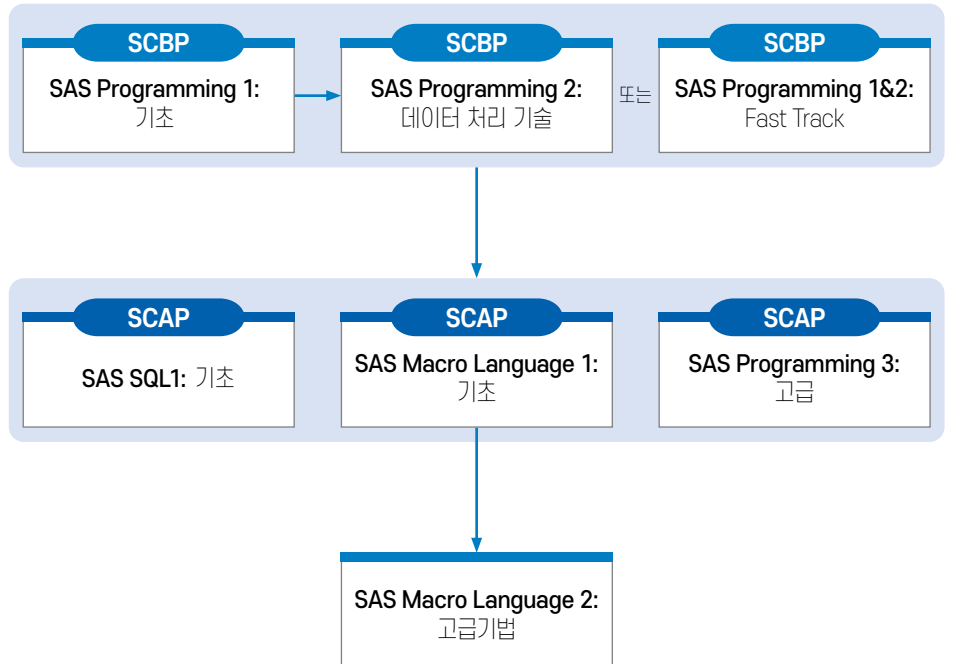 SCBP
SAS Programming 1:
기초
SCBP
SAS Programming 2:
데이터 처리 기술
또는
SCBP
SAS Programming 1&2:
Fast Track
SCAP
SAS SQL1: 기초
SCAP
SAS Macro Language 1:
기초
SCAP
SAS Programming 3:
고급
SAS Macro Language 2:
고급기법